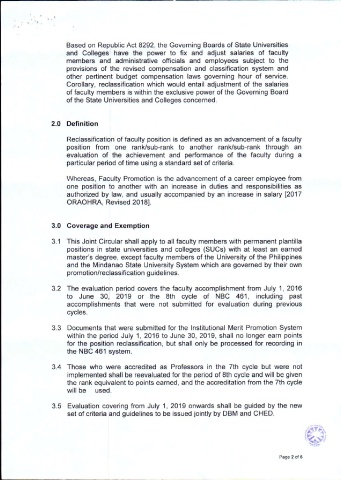 Based on Republic Act 8292, the Governing Boards of State Universities
and Colleges have the power to fix and adjust salaries of faculty
members and administrative officials and employees subject to the
provisions of the revised compensation and classification system and
other pertinent budget compensation laws governing hour of service.
Corollary, reclassification which would entail adjustment of the salaries
of faculty members is within the exclusive power of the Governing Board
of the State Universities and Colleges concerned.
2.0 Definition
Reclassification of faculty position is defined as an advancement of a faculty
position from one rank/sub-rank to another rank/sub-rank through an
evaluation of the achievement and performance of the faculty during a
particular period of time using a standard set of criteria.
Whereas, Faculty Promotion is the advancement of a career employee from
one position to another with an increase in duties and responsibilities as
authorized by law, and usually accompanied by an increase in salary [2017
ORAOHRA, Revised 2018].
3.0 Coverage and Exemption
3.1 This Joint Circular shall apply to all faculty members with permanent plantilla
positions in state universities and colleges (SUCs) with at least an earned
master's degree, except faculty members of the University of the Philippines
and the Mindanao State University System which are governed by their own
promotion/reclassification guidelines.
3.2 The evaluation period covers the faculty accomplishment from July 1, 2016
to June 30, 2019 or the 8th cycle of NBC 461, including past
accomplishments that were not submitted for evaluation during previous
cycles.
3.3 Documents that were submitted for the Institutional Merit Promotion System
within the period July 1, 2016 to June 30, 2019, shall no longer earn points
for the position reclassification, but shall only be processed for recording in
the NBC 461 system.
3.4 Those who were accredited as Professors in the 7th cycle but were not
implemented shall be reevaluated for the period of 8th cycle and will be given
the rank equivalent to points earned, and the accreditation from the 7th cycle
will be used.
3.5 Evaluation covering from July 1, 2019 onwards shall be guided by the new
set of criteria and guidelines to be issued jointly by DBM and CHED.
Page 2 of 6